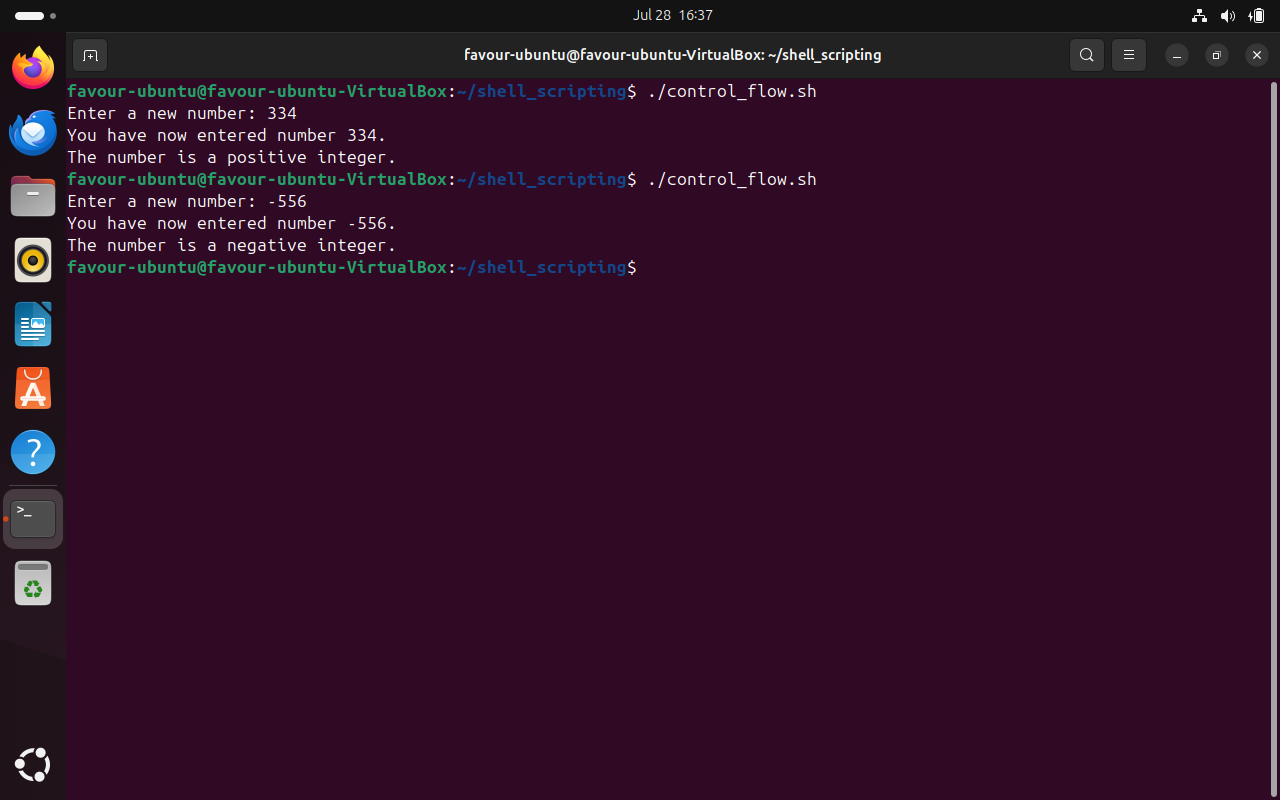 Jul 28 16:37
favour-ubuntu@favour-ubuntu-VirtualBox: ~/shell_scripting
favour-ubuntu@favour-ubuntu-VirtualBox:~/shell_scripting$ ./control_flow.sh
Enter a new number: 334
You have now entered number 334.
The number is a positive integer.
favour-ubuntu@favour-ubuntu-VirtualBox:~/shell_scripting$ ./control_flow.sh
Enter a new number: -556
You have now entered number -556.
The number is a negative integer.
favour-ubuntu@favour-ubuntu-VirtualBox:~/shell_scripting$